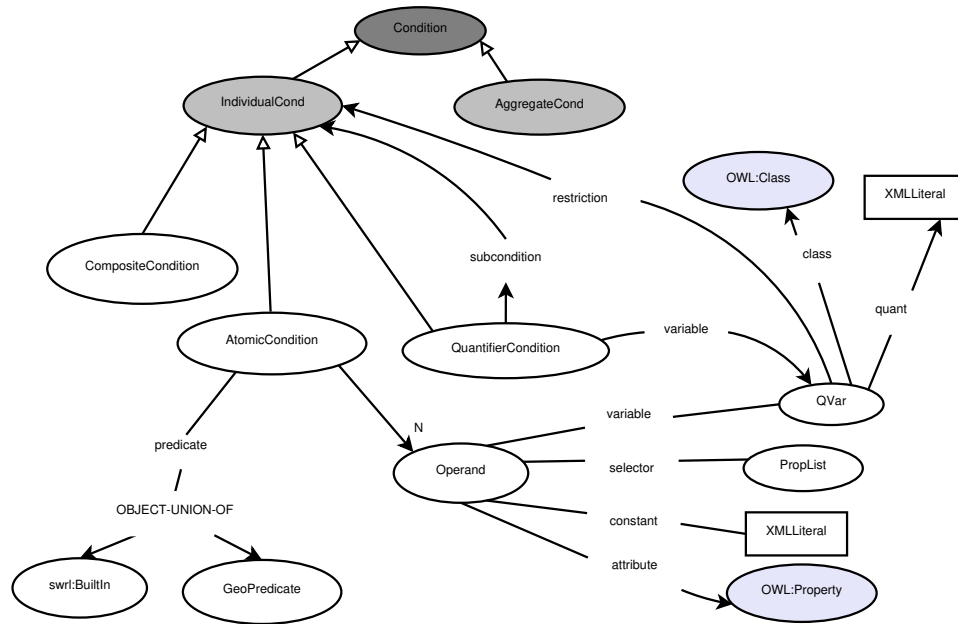 Condition
IndividualCond
AggregateCond
OWL:Class
XMLLiteral
restriction
class
subcondition
CompositeCondition
quant
AtomicCondition
QuantifierCondition
variable
QVar
variable
N
predicate
Operand
selector
PropList
OBJECT-UNION-OF
constant
XMLLiteral
attribute
swrl:BuiltIn
GeoPredicate
OWL:Property